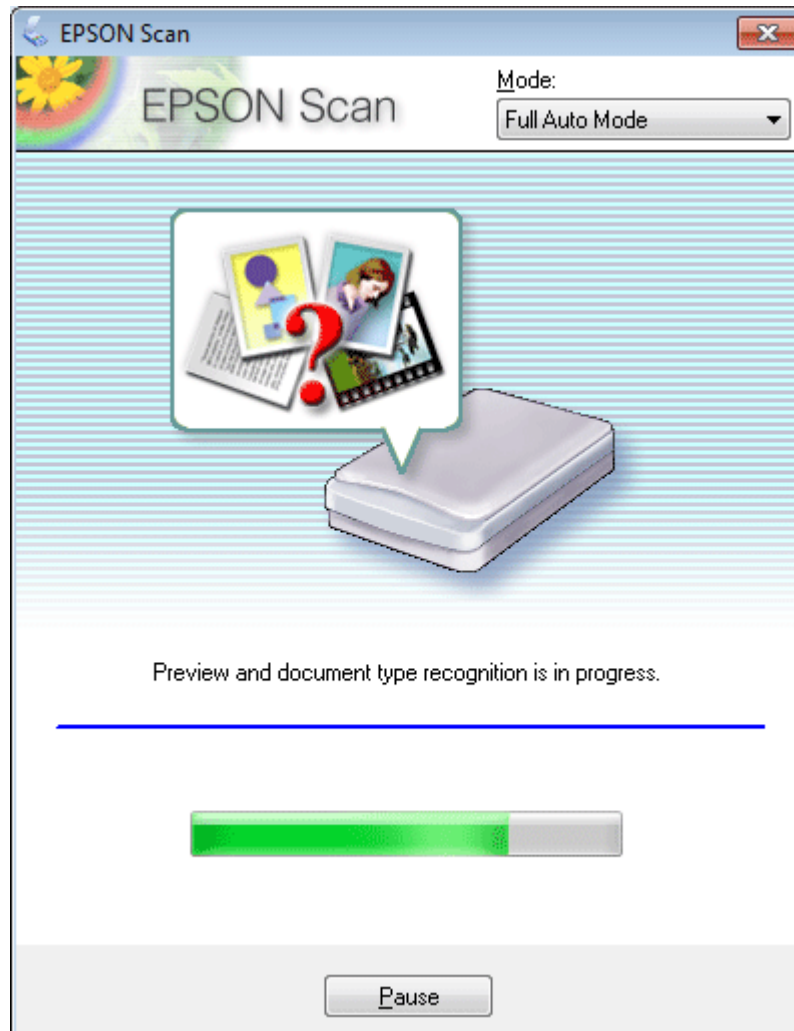 EPSON Scan
EPSON Scan
Mode:
Full Auto Mode
Preview and document type recognition is in progress.
Pause